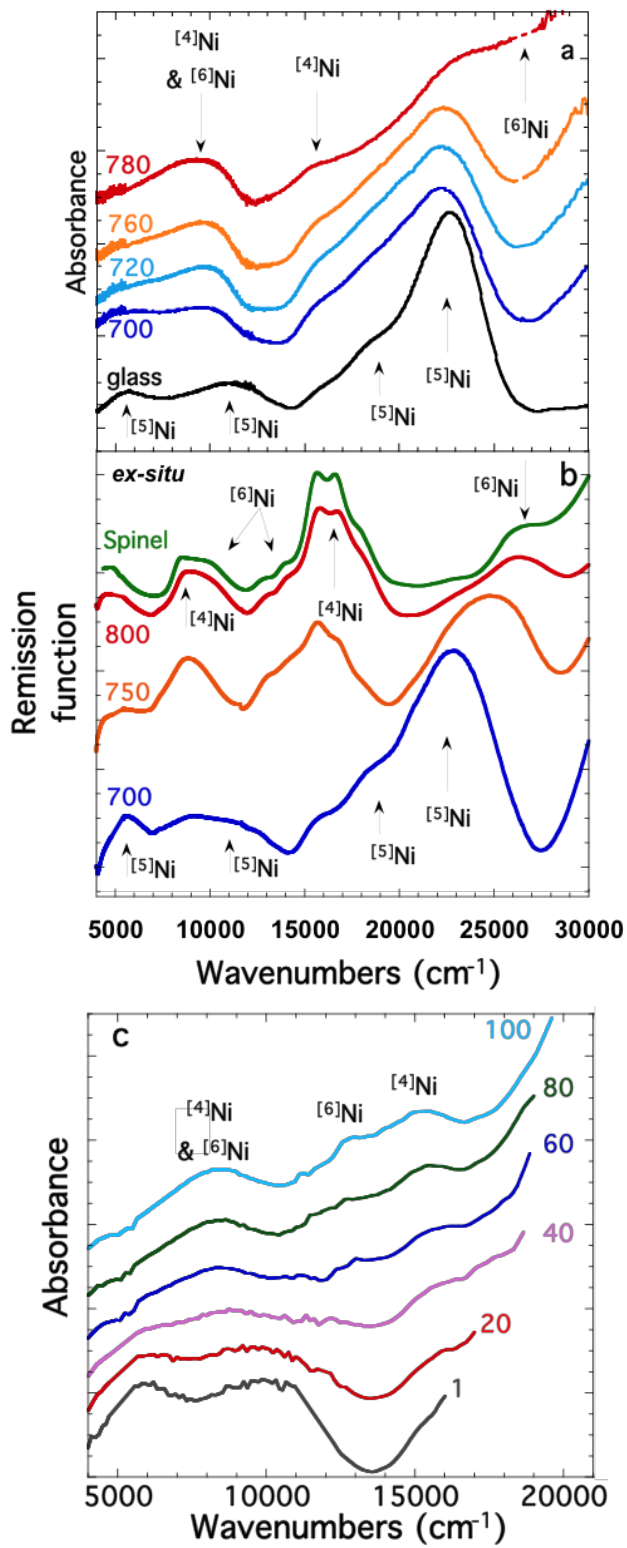 a
[4]Ni
& [6]Ni
[4]Ni
[6]Ni
780
760
720
700
glass
[5]Ni
[5]Ni
[5]Ni
[5]Ni
Absorbance
b
ex-situ
[6]Ni
[6]Ni
Spinel
[4]Ni
[4]Ni
800
750
700
[5]Ni
[5]Ni
[5]Ni
[5]Ni
Remission
function
5000 10000 15000 20000 25000 30000
Wavenumbers (cm-1)
c
100
[4]Ni
& [6]Ni
[6]Ni
[4]Ni
80
60
40
20
1
Absorbance
5000 10000 15000 20000
Wavenumbers (cm-1)